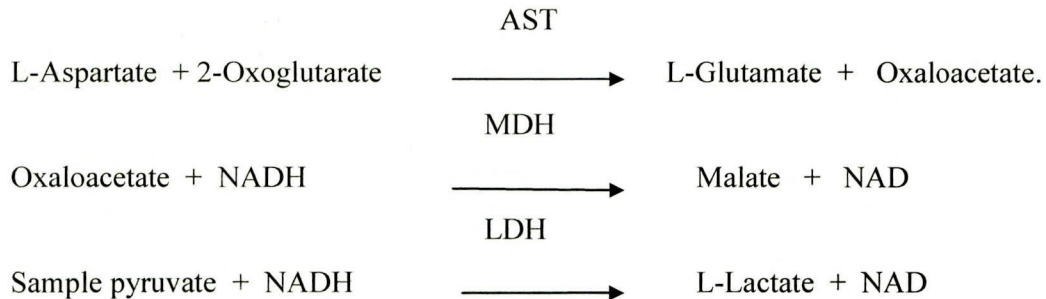 AST
L-Aspartate + 2-Oxoglutarate L-Glutamate + Oxaloacetate.
MDH
Oxaloacetate + NADH Malate + NAD
LDH
Sample pyruvate + NADH L-Lactate + NAD